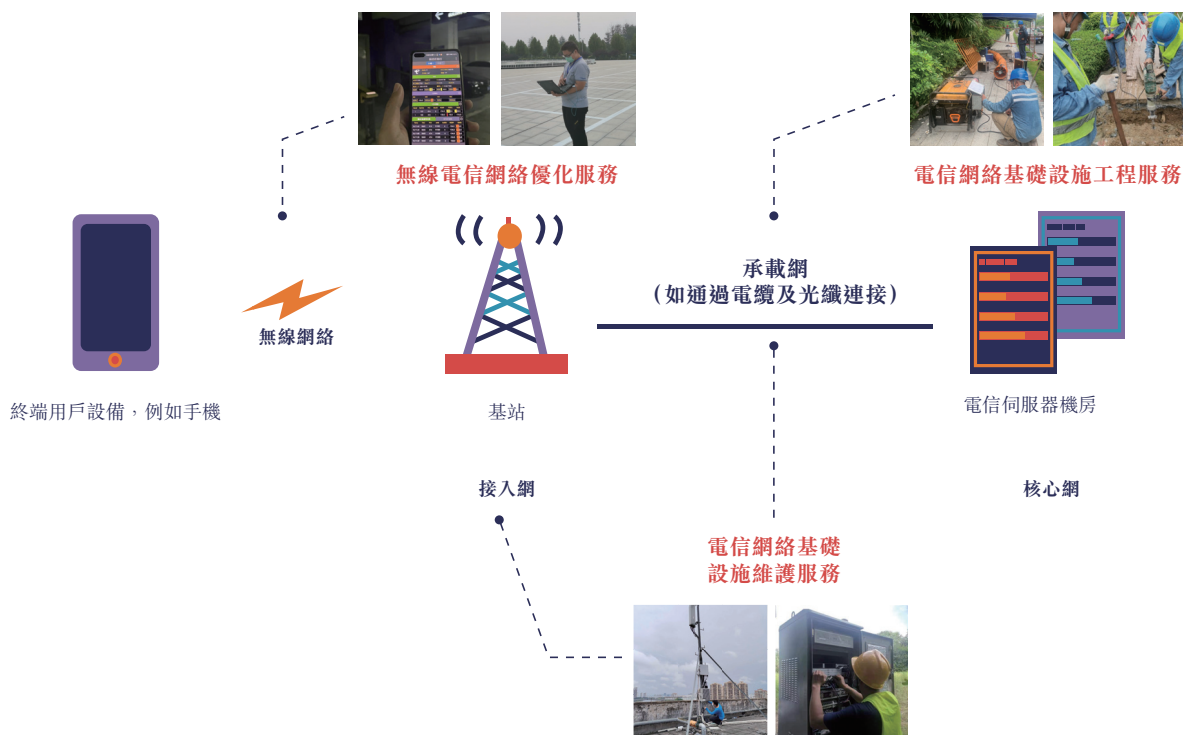 無線電信網絡優化服務
電信網絡基礎設施工程服務
承載網
（如通過電纜及光纖連接）
無線網絡
終端用戶設備，例如手機
基站
電信伺服器機房
接入網
核心網
電信網絡基礎
設施維護服務